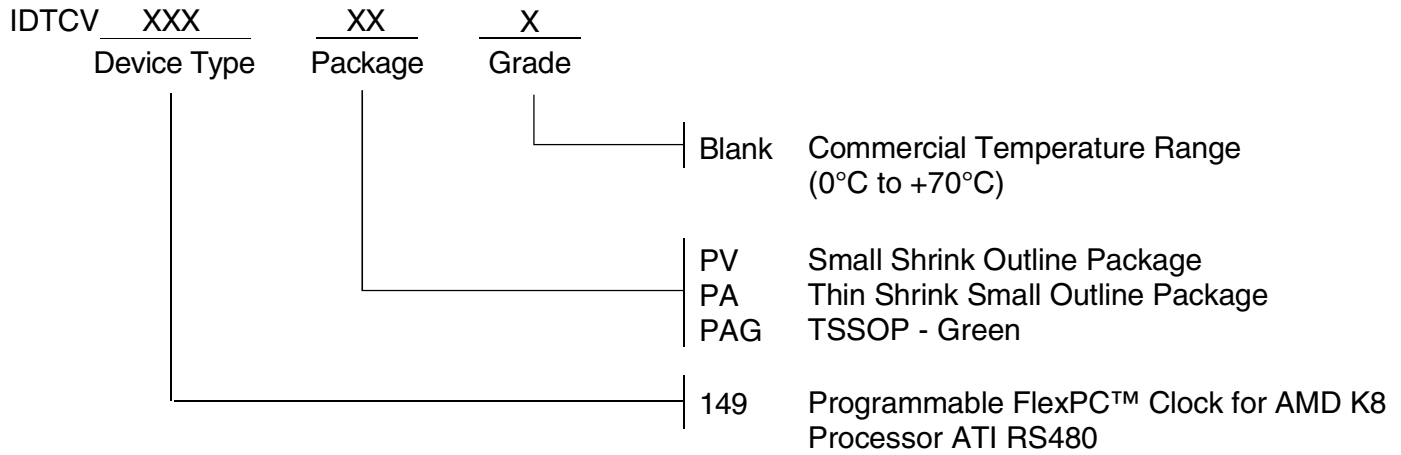 IDTCV XXX XX X
Device Type Package Grade
Blank Commercial Temperature Range
(0°C to +70°C)
PV Small Shrink Outline Package
PA Thin Shrink Small Outline Package
PAG TSSOP - Green
149 Programmable FlexPC™ Clock for AMD K8
Processor ATI RS480